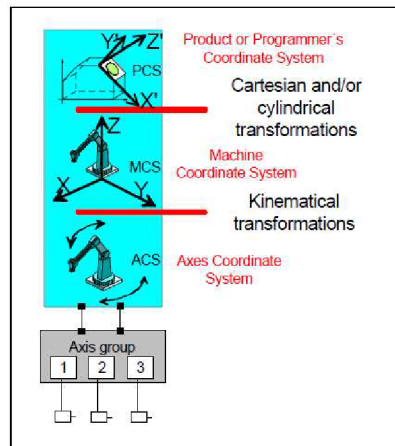 Y' Z'
Product or Programmer´s
Coordinate System
PCS
X'
Cartesian and/or
cylindrical
transformations
Z
MCS
Machine
Coordinate System
X
Y
Kinematical
transformations
ACS
Axes Coordinate
System
Axis group
1 2 3